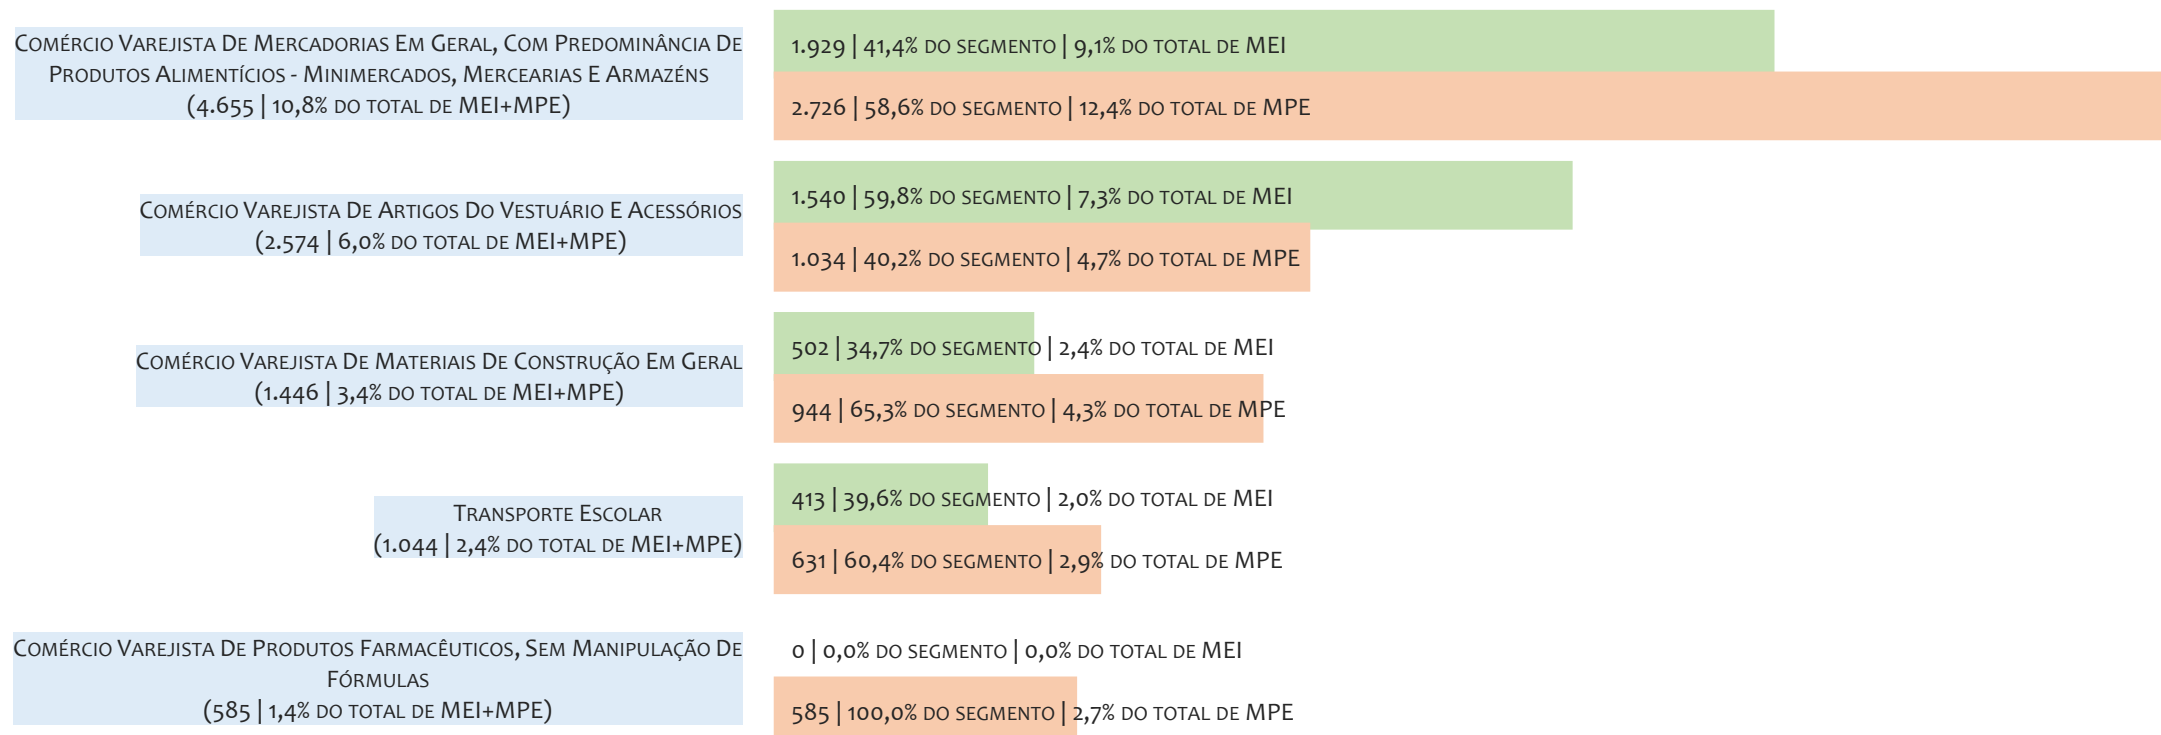 Comércio Varejista De Mercadorias Em Geral, Com Predominância De
Produtos Alimentícios - Minimercados, Mercearias E Armazéns
(4.655 | 10,8% do total de MEI+MPE)
1.929 | 41,4% do segmento | 9,1% do total de MEI
2.726 | 58,6% do segmento | 12,4% do total de MPE
Comércio Varejista De Artigos Do Vestuário E Acessórios
(2.574 | 6,0% do total de MEI+MPE)
1.540 | 59,8% do segmento | 7,3% do total de MEI
1.034 | 40,2% do segmento | 4,7% do total de MPE
Comércio Varejista De Materiais De Construção Em Geral
(1.446 | 3,4% do total de MEI+MPE)
502 | 34,7% do segmento | 2,4% do total de MEI
944 | 65,3% do segmento | 4,3% do total de MPE
Transporte Escolar
(1.044 | 2,4% do total de MEI+MPE)
413 | 39,6% do segmento | 2,0% do total de MEI
631 | 60,4% do segmento | 2,9% do total de MPE
Comércio Varejista De Produtos Farmacêuticos, Sem Manipulação De
Fórmulas
(585 | 1,4% do total de MEI+MPE)
0 | 0,0% do segmento | 0,0% do total de MEI
585 | 100,0% do segmento | 2,7% do total de MPE